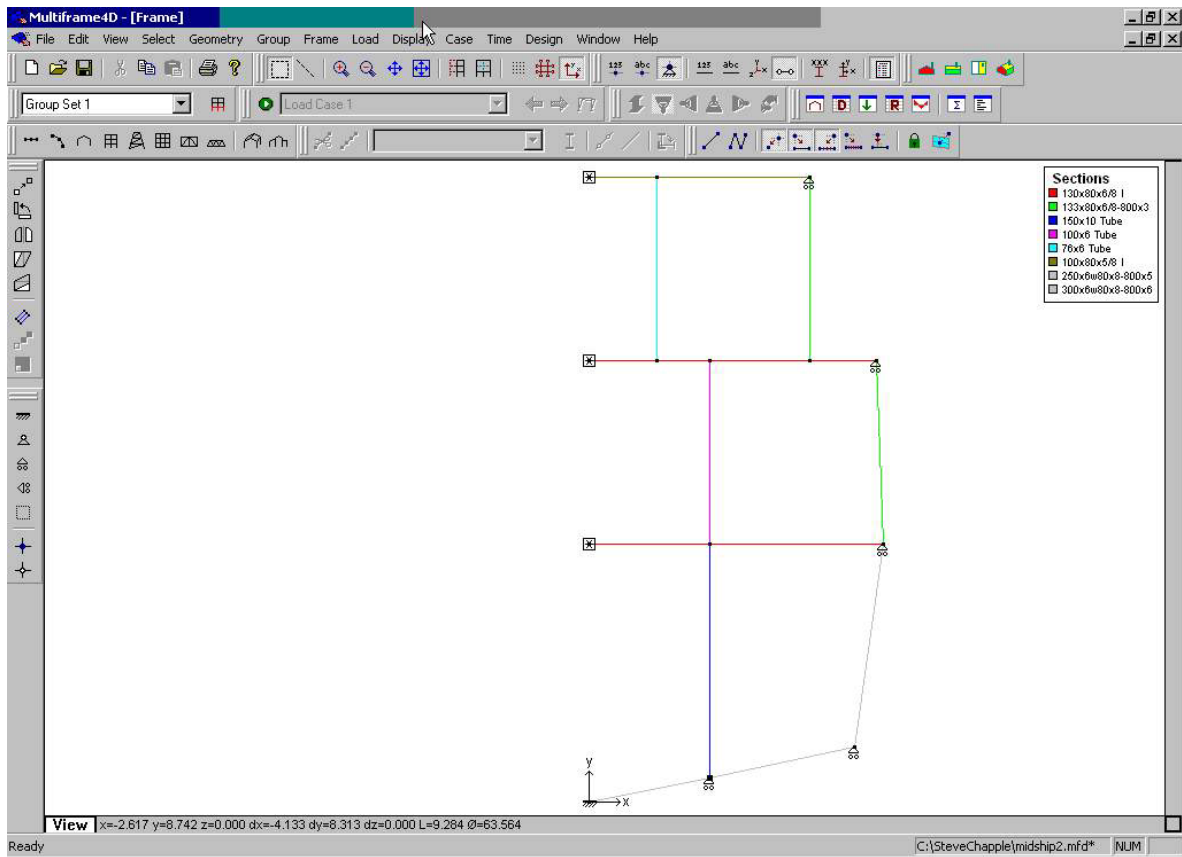 Multiframe4D - [Frame]
File Edit View Select Geometry Group Frame Load Display Case Time Design Window Help
Group Set 1
Load Case 1
Sections
130x80x6/8 I
133x80x6/8-800x3
150x10 Tube
100x6 Tube
76x6 Tube
100x80x5/8 I
250x6w80x8-800x5
300x6w80x8-800x6
y
x
View x=-2.617 y=8.742 z=0.000 dx=-4.133 dy=8.313 dz=0.000 L=9.284 Ø=63.564
Ready C:\SteveChapple\midship2.mfd* NUM